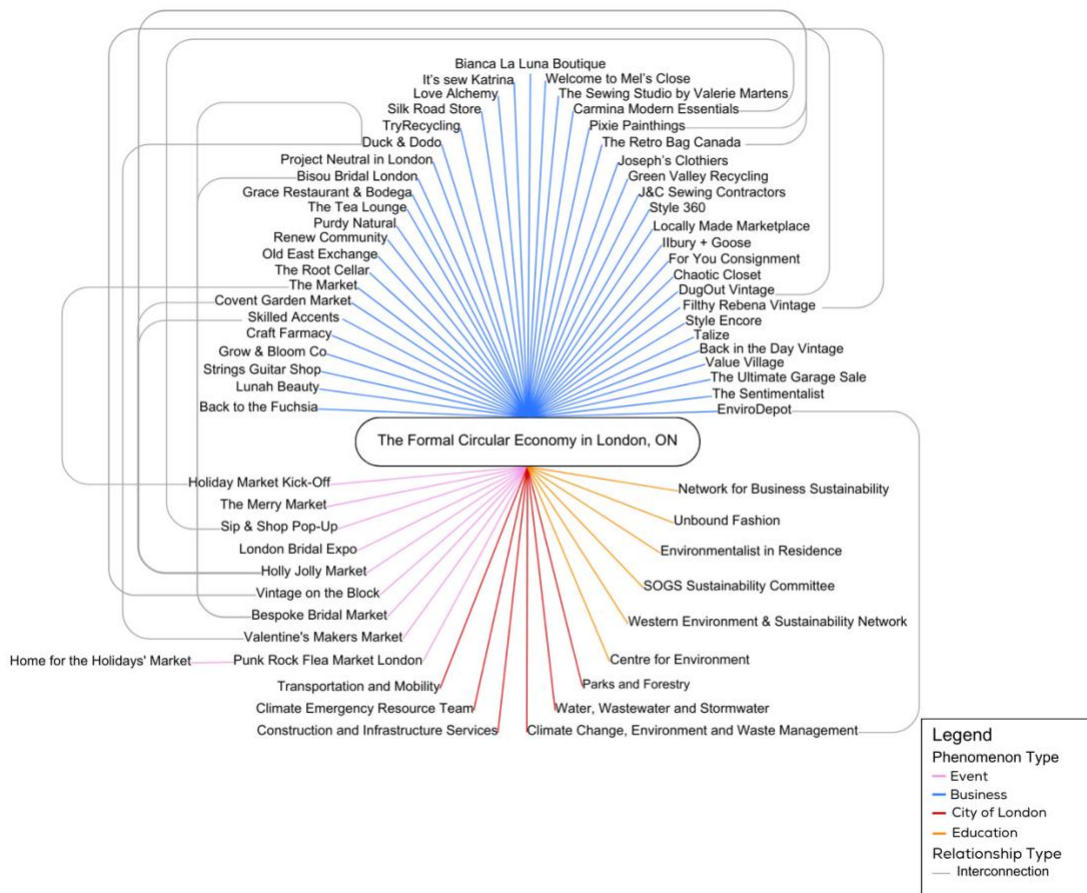 Bianca La Luna Boutique
It's sew Katrina
Welcome to Mel's Close
Love Alchemy
The Sewing Studio by Valerie Martens
Silk Road Store
Carmina Modern Essentials
TryRecycling
Pixie Painthings
Duck & Dodo
The Retro Bag Canada
Project Neutral in London
Joseph's Clothiers
Bisou Bridal London
Green Valley Recycling
Grace Restaurant & Bodega
J&C Sewing Contractors
The Tea Lounge
Style 360
Purdy Natural
Locally Made Marketplace
Renew Community
Ilbury + Goose
Old East Exchange
For You Consignment
The Root Cellar
Chaotic Closet
The Market
DugOut Vintage
Covent Garden Market
Filthy Rebena Vintage
Skilled Accents
Style Encore
Craft Farmacy
Talize
Grow & Bloom Co
Back in the Day Vintage
Strings Guitar Shop
Value Village
Lunah Beauty
The Ultimate Garage Sale
The Sentimentalist
Back to the Fuchsia
EnviroDepot
The Formal Circular Economy in London, ON
Holiday Market Kick-Off
Network for Business Sustainability
The Merry Market
Unbound Fashion
Sip & Shop Pop-Up
London Bridal Expo
Environmentalist in Residence
Holly Jolly Market
SOGS Sustainability Committee
Vintage on the Block
Bespoke Bridal Market
Western Environment & Sustainability Network
Valentine's Makers Market
Home for the Holidays' Market
Punk Rock Flea Market London
Centre for Environment
Transportation and Mobility
Parks and Forestry
Climate Emergency Resource Team
Water, Wastewater and Stormwater
Construction and Infrastructure Services
Climate Change, Environment and Waste Management
Legend
Phenomenon Type
Event
Business
City of London
Education
Relationship Type
Interconnection